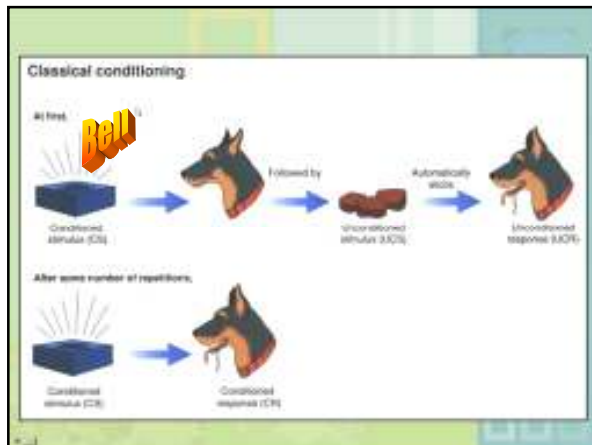 Classical conditioning
At first,
Bell
Followed by
Automatically
elicits
Conditioned
stimulus (CS)
Unconditioned
stimulus (UCS)
Unconditioned
response (UCR)
After some number of repetitions,
Conditioned
stimulus (CS)
Conditioned
response (CR)